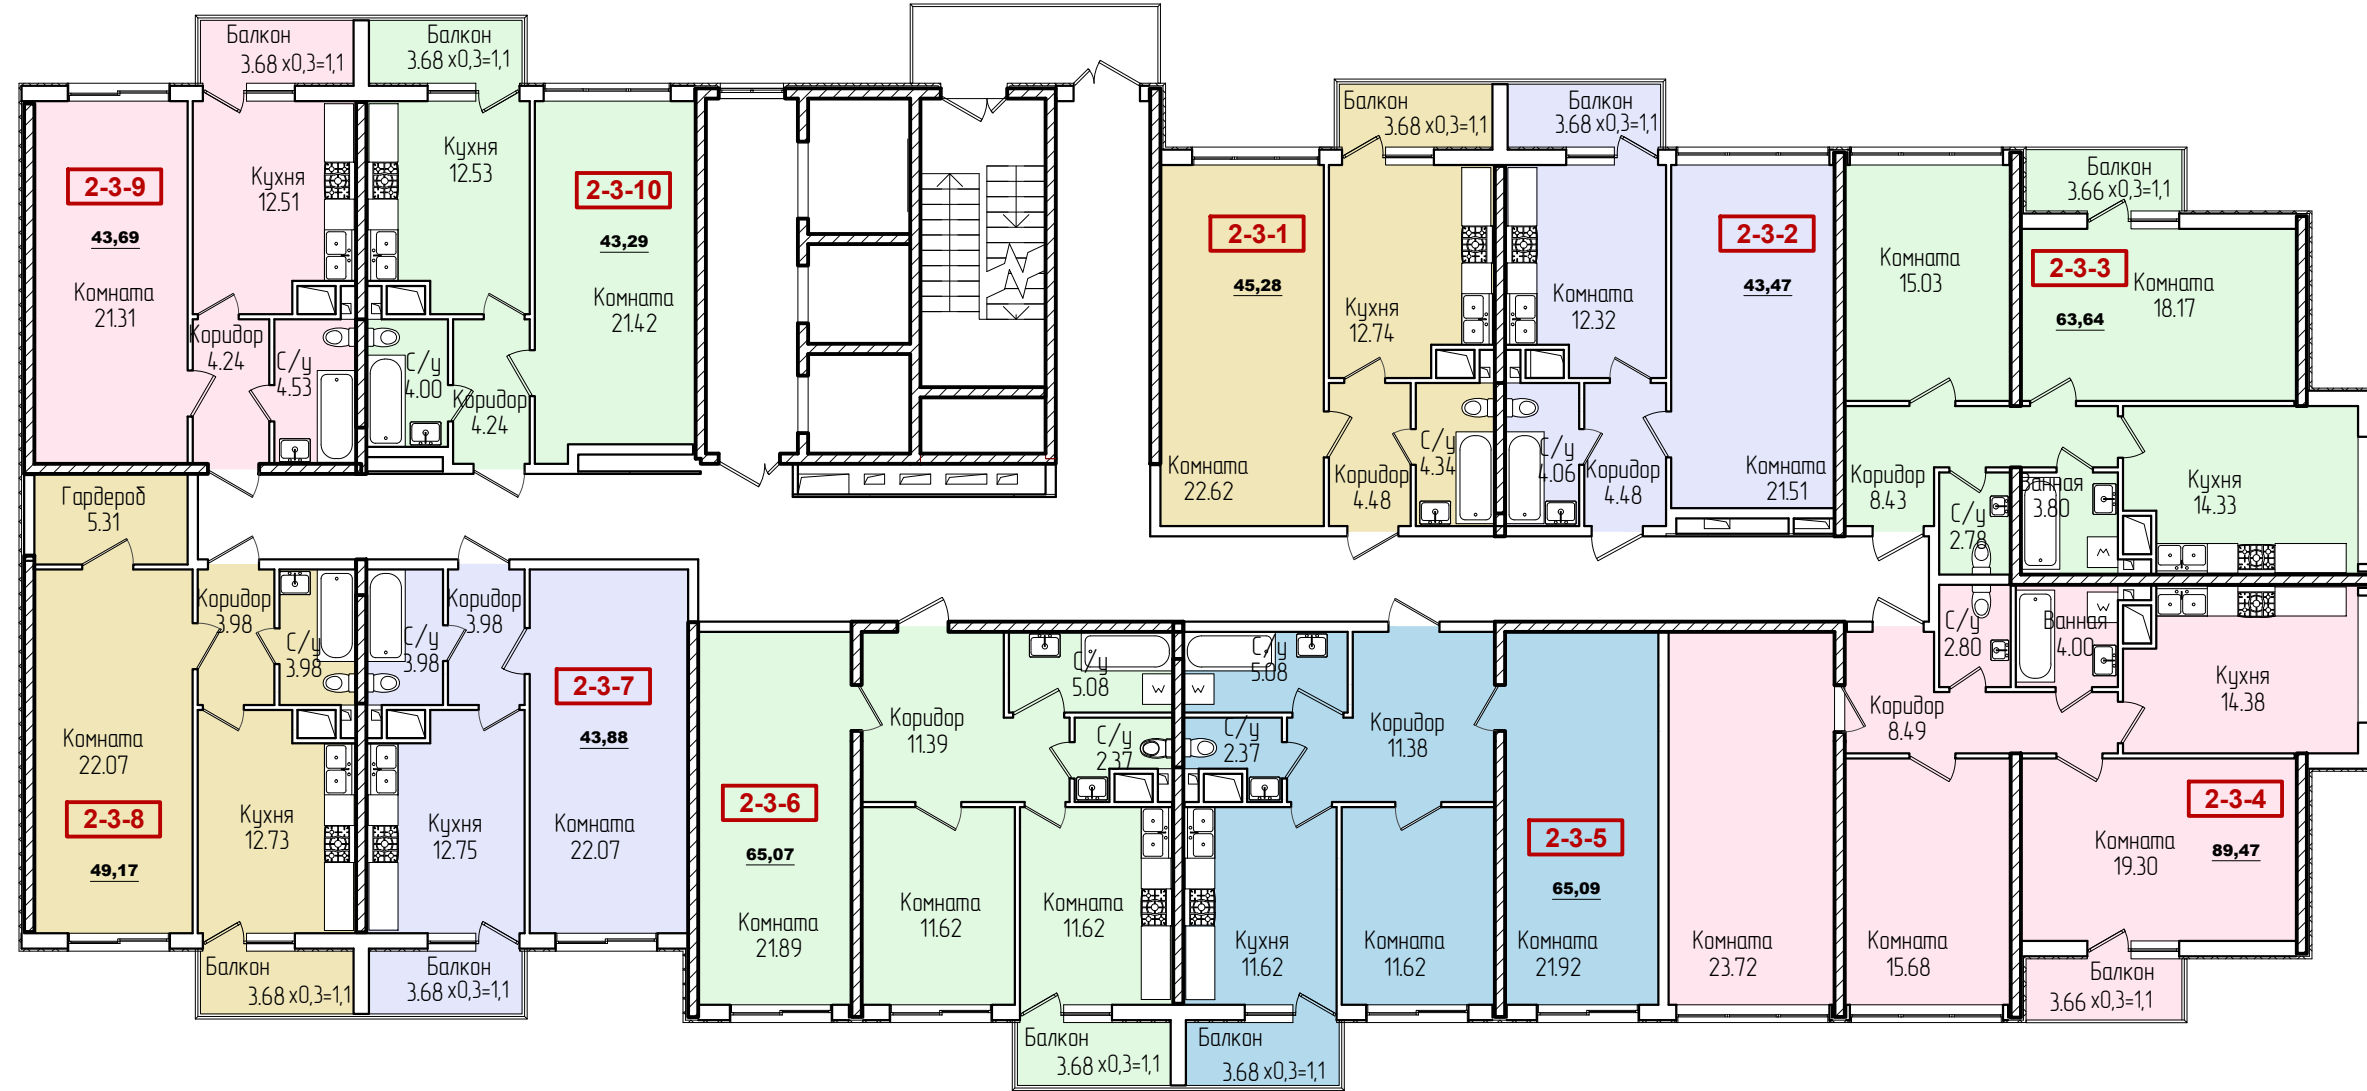 Балкон
3.68 x0,3=1,1
Балкон
3.68 x0,3=1,1
2-3-9
43,69
Комната
21.31
Кухня
12.51
Коридор
4.24
С/у
4.53
Кухня
12.53
2-3-10
43,29
Комната
21.42
С/у
4.00
Коридор
4.24
Балкон
3.68 x0,3=1,1
Балкон
3.68 x0,3=1,1
2-3-1
45,28
Кухня
12.74
Комната
22.62
Коридор
4.48
С/у
4.34
Комната
12.32
2-3-2
43,47
С/у
4.06
Коридор
4.48
Комната
21.51
Балкон
3.66 x0,3=1,1
Комната
15.03
2-3-3
63,64
Комната
18.17
Коридор
8.43
С/у
2.78
Ванная
3.80
М
Кухня
14.33
Гардероб
5.31
Коридор
3.98
С/у
3.98
Комната
22.07
2-3-8
49,17
Кухня
12.73
Балкон
3.68 x0,3=1,1
С/у
3.98
Коридор
3.98
2-3-7
43,88
Кухня
12.75
Комната
22.07
Балкон
3.68 x0,3=1,1
2-3-6
65,07
Комната
21.89
Коридор
11.39
С/у
5.08
W
С/у
2.37
Комната
11.62
Комната
11.62
Балкон
3.68 x0,3=1,1
С/у
5.08
W
С/у
2.37
Коридор
11.38
Кухня
11.62
Комната
11.62
2-3-5
65,09
Комната
21.92
Балкон
3.68 x0,3=1,1
Комната
23.72
С/у
2.80
Ванная
4.00
W
Коридор
8.49
Кухня
14.38
2-3-4
89,47
Комната
19.30
Комната
15.68
Балкон
3.66 x0,3=1,1